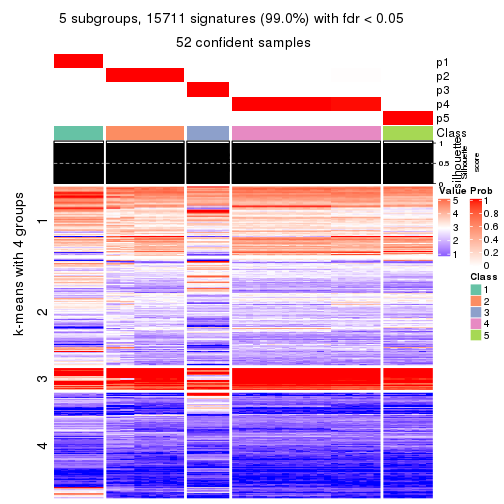 5 subgroups, 15711 signatures (99.0%) with fdr < 0.05
52 confident samples
p1
p2
p3
p4
p5
Class
1
0.5
0
silhouette
Silhouette
score
k-means with 4 groups
1
2
3
4
Value
5
4
3
2
1
Prob
1
0.8
0.6
0.4
0.2
0
Class
1
2
3
4
5